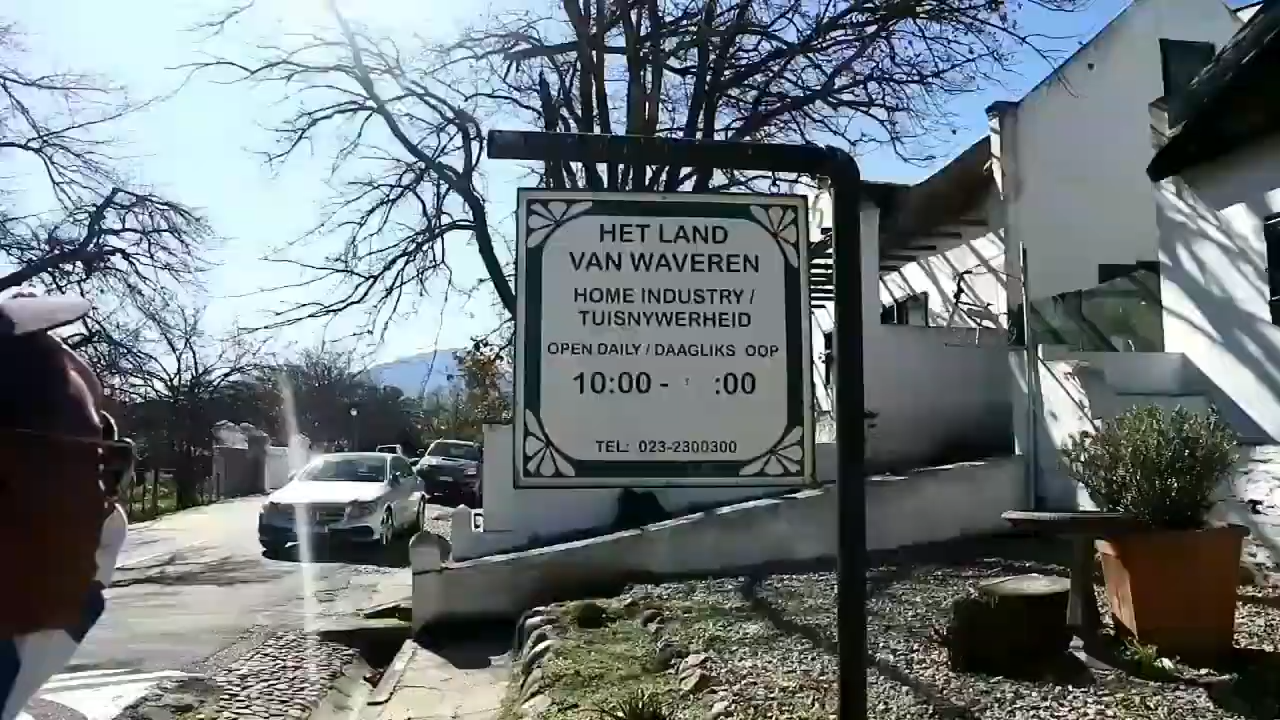 HET LAND
VAN WAVEREN
HOME INDUSTRY /
TUISNYWERHEID
OPEN DAILY / DAAGLIKS OOP
10:00 - :00
TEL: 023-2300300